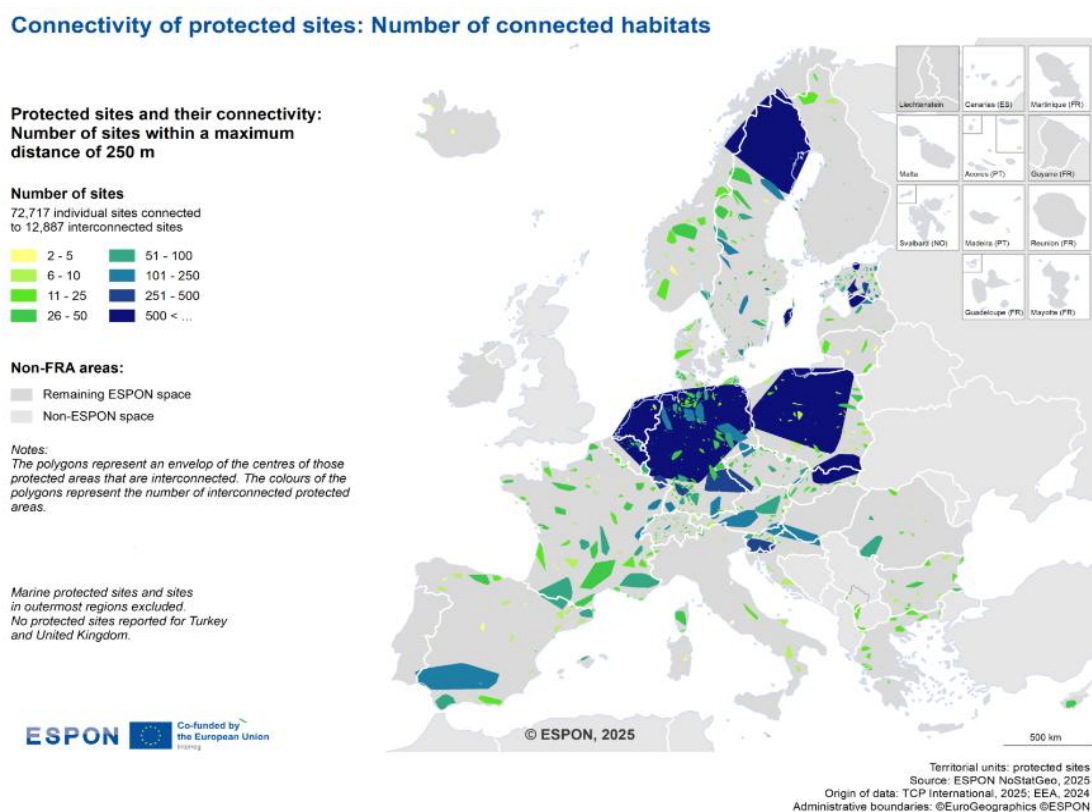 Connectivity of protected sites: Number of connected habitats
Protected sites and their connectivity:
Number of sites within a maximum
distance of 250 m
Number of sites
72,717 individual sites connected
to 12,887 interconnected sites
2 - 5
51 - 100
6 - 10
101 - 250
11 - 25
251 - 500
26 - 50
500 < ...
Non-FRA areas:
Remaining ESPON space
Non-ESPON space
Notes:
The polygons represent an envelop of the centres of those
protected areas that are interconnected. The colours of the
polygons represent the number of interconnected protected
areas.
Marine protected sites and sites
in outermost regions excluded.
No protected sites reported for Turkey
and United Kingdom.
Liechtenstein
Canarias (ES)
Martinique (FR)
Malta
Acores (PT)
Guyane (FR)
Svalbard (NO)
Madeira (PT)
Reunion (FR)
Guadeloupe (FR)
Mayotte (FR)
ESPON
Co-funded by
the European Union
Interreg
© ESPON, 2025
500 km
Territorial units: protected sites
Source: ESPON NoStatGeo, 2025
Origin of data: TCP International, 2025; EEA, 2024
Administrative boundaries: ©EuroGeographics ©ESPON